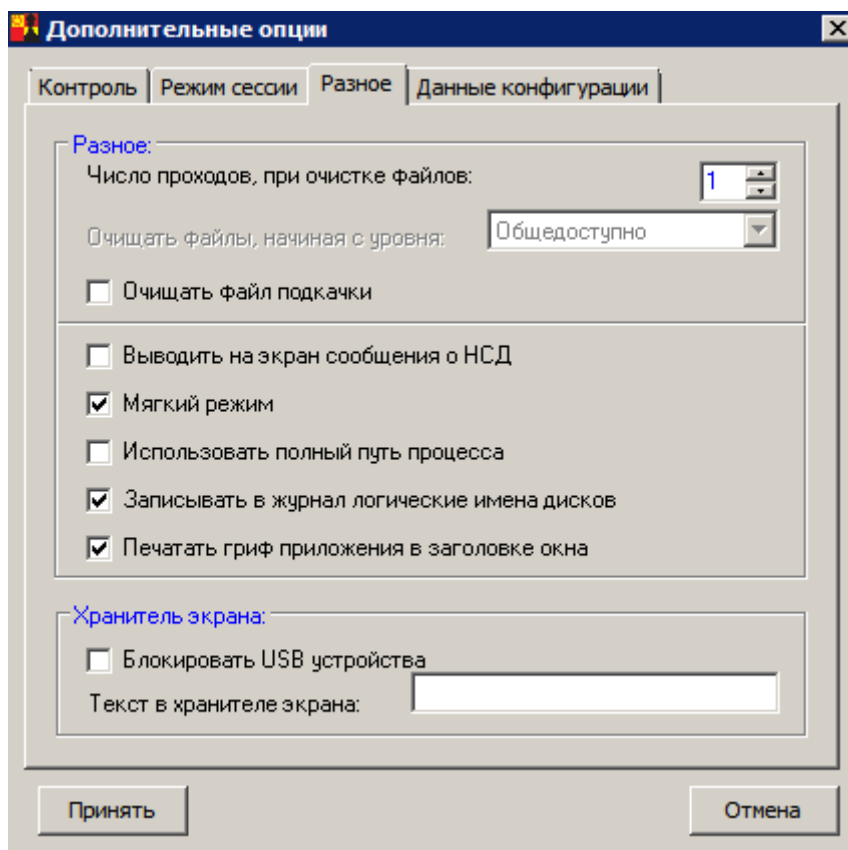 Дополнительные опции
Контроль Режим сессии Разное Данные конфигурации
Разное:
Число проходов, при очистке файлов: 1
Очищать файлы, начиная с уровня: Общедоступно
Очищать файл подкачки
Выводить на экран сообщения о НСД
Мягкий режим
Использовать полный путь процесса
Записывать в журнал логические имена дисков
Печатать гриф приложения в заголовке окна
Хранитель экрана:
Блокировать USB устройства
Текст в хранителе экрана:
Принять Отмена